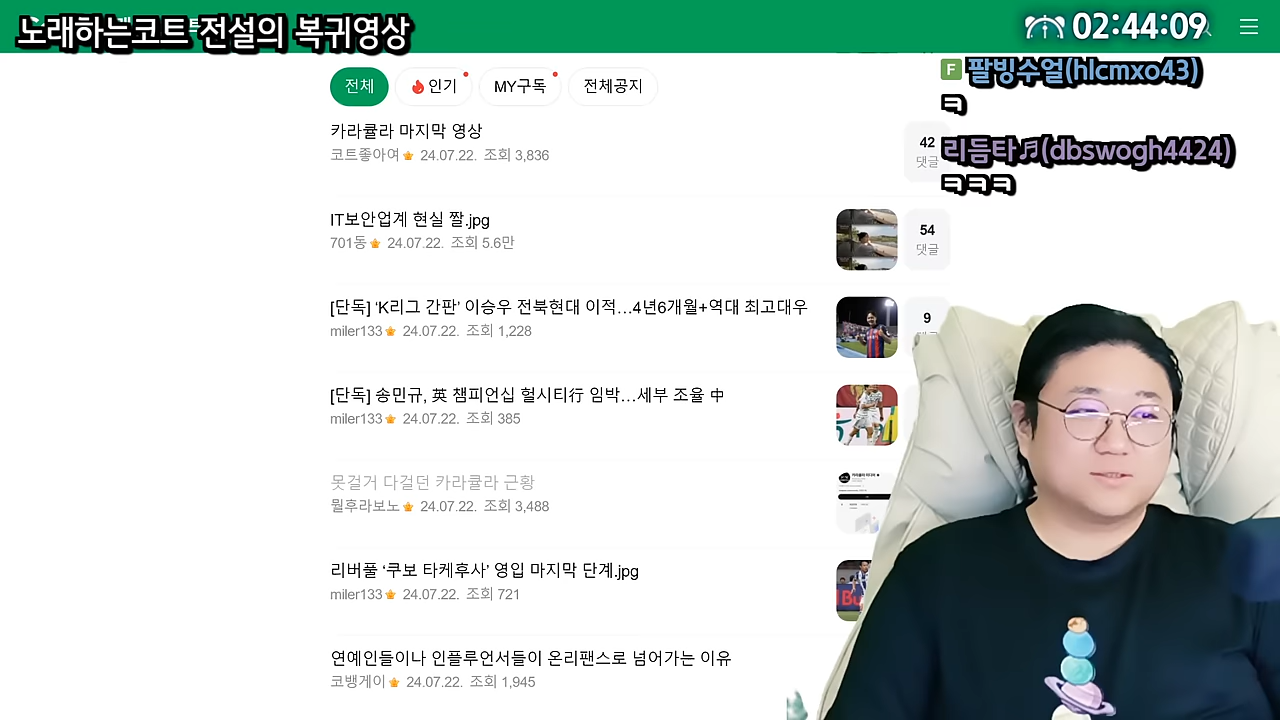 노래하는코트 전설의 복귀영상
02:44:09
전체
인기
MY구독
전체공지
F 팔빙수얼(hlcmxo43)
ㅋ
리듬타♬(dbswogh4424)
ㅋㅋㅋ
카라큘라 마지막 영상
코트좋아여 24.07.22. 조회 3,836
42
댓글
IT보안업계 현실 짤.jpg
701동 24.07.22. 조회 5.6만
54
댓글
[단독] ‘K리그 간판’ 이승우 전북현대 이적…4년6개월+역대 최고대우
miler133 24.07.22. 조회 1,228
9
[단독] 송민규, 英 챔피언십 헐시티行 임박…세부 조율 中
miler133 24.07.22. 조회 385
못걸거 다걸던 카라큘라 근황
월후라보노 24.07.22. 조회 3,488
리버풀 ‘쿠보 타케후사’ 영입 마지막 단계.jpg
miler133 24.07.22. 조회 721
연예인들이나 인플루언서들이 온리팬스로 넘어가는 이유
코뱅게이 24.07.22. 조회 1,945